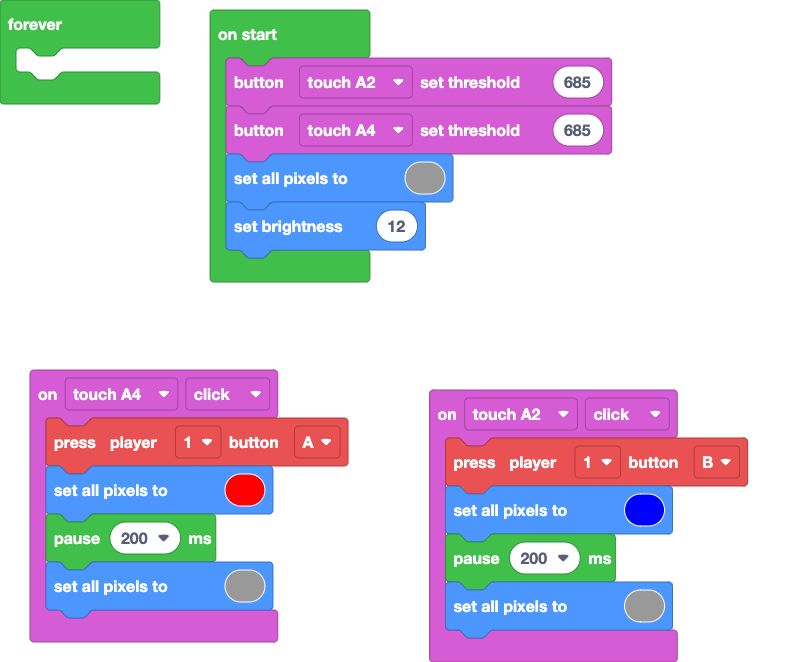 forever
on start
button touch A2 set threshold 685
button touch A4 set threshold 685
set all pixels to
set brightness 12
on touch A4 click
press player 1 button A
set all pixels to
pause 200 ms
set all pixels to
on touch A2 click
press player 1 button B
set all pixels to
pause 200 ms
set all pixels to